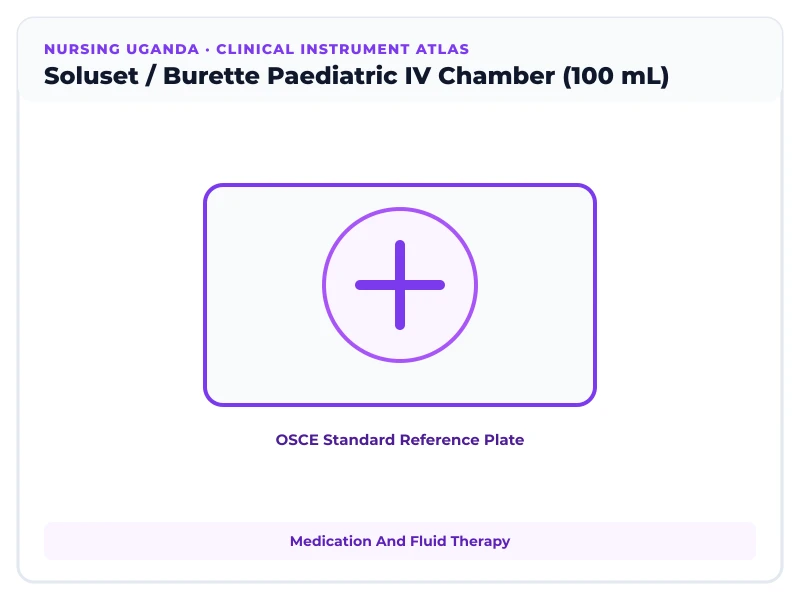 NURSING UGANDA · CLINICAL INSTRUMENT ATLAS
Soluset / Burette Paediatric IV Chamber (100 mL)
OSCE Standard Reference Plate
Medication And Fluid Therapy